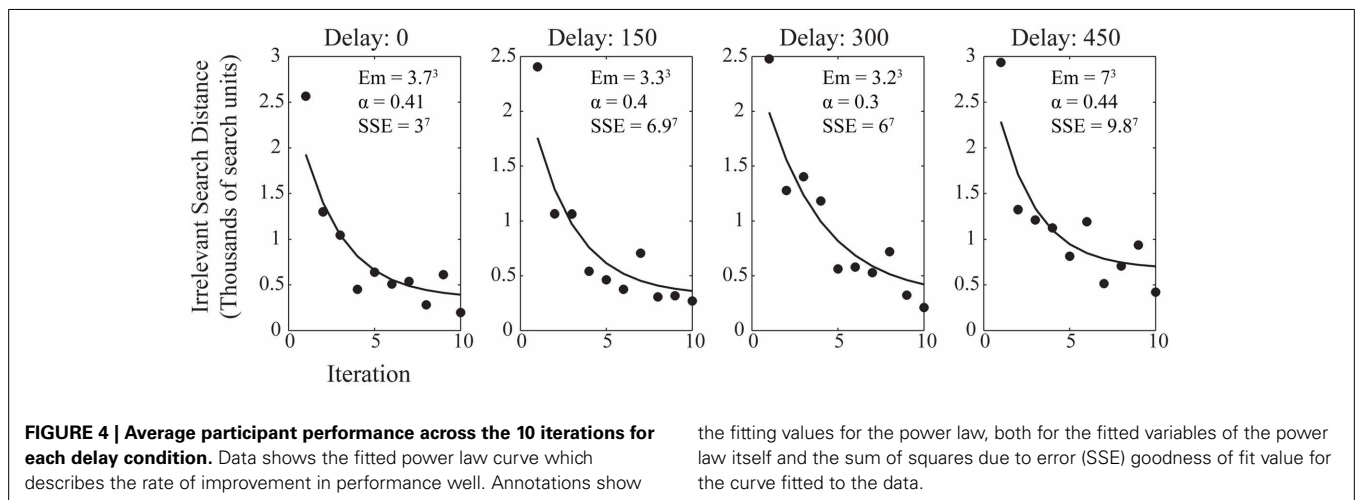 Delay: 0
Delay: 150
Delay: 300
Delay: 450
Irrelevant Search Distance
(Thousands of search units)
3
2.5
2
1.5
1
0.5
0
Em = 3.7³
α = 0.41
SSE = 3⁷
0
5
10
Iteration
2.5
2
1.5
1
0.5
0
Em = 3.3³
α = 0.4
SSE = 6.9⁷
0
5
10
2.5
2
1.5
1
0.5
0
Em = 3.2³
α = 0.3
SSE = 6⁷
0
5
10
3
2.5
2
1.5
1
0.5
0
Em = 7³
α = 0.44
SSE = 9.8⁷
0
5
10
FIGURE 4 | Average participant performance across the 10 iterations for
each delay condition. Data shows the fitted power law curve which
describes the rate of improvement in performance well. Annotations show
the fitting values for the power law, both for the fitted variables of the power
law itself and the sum of squares due to error (SSE) goodness of fit value for
the curve fitted to the data.